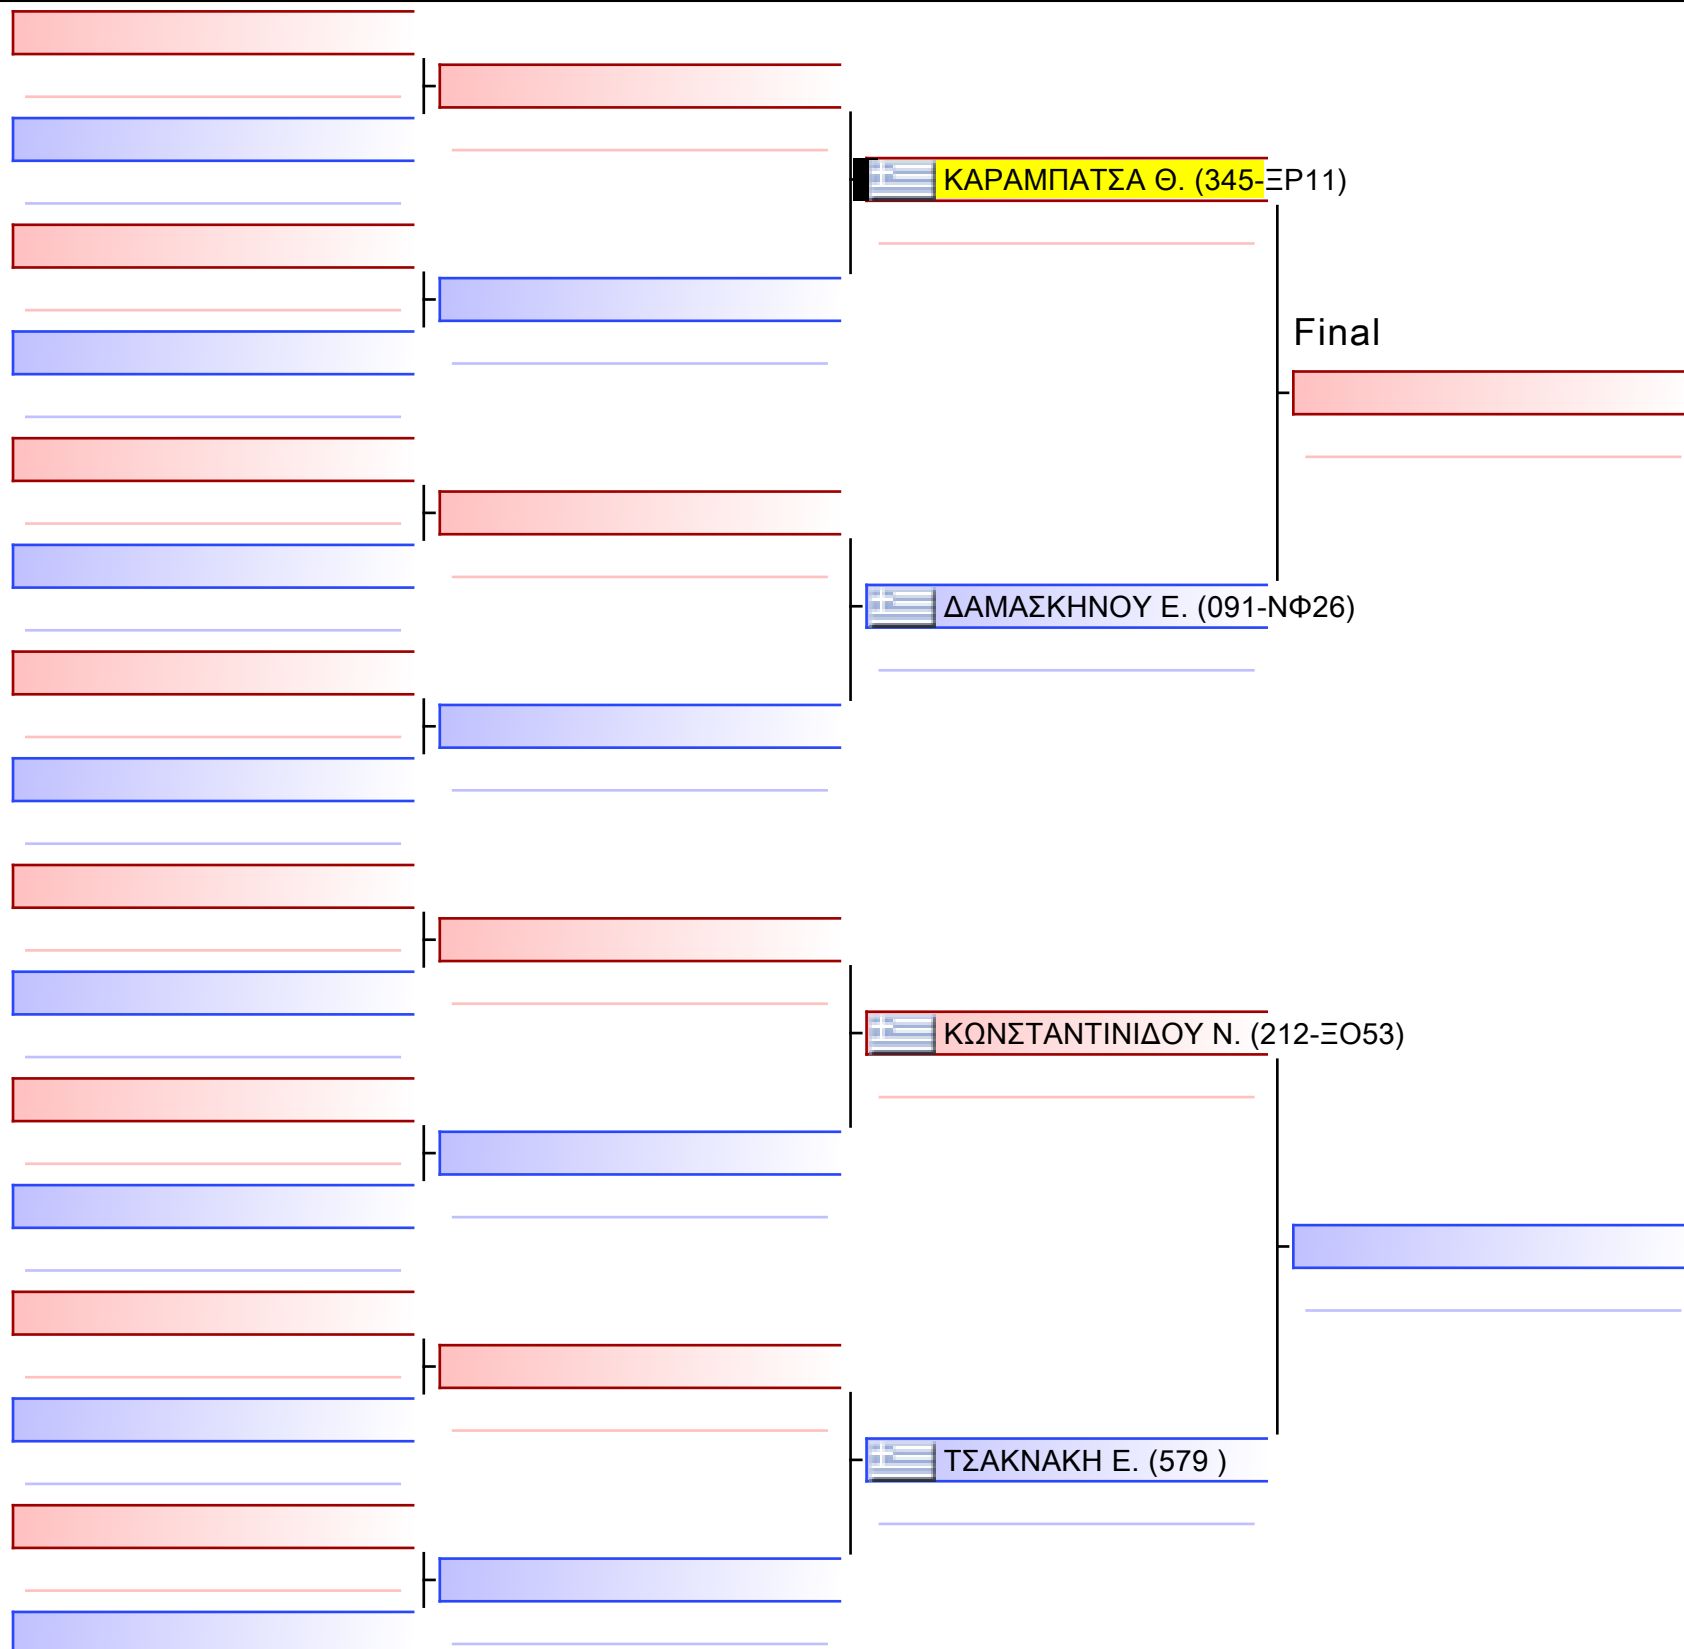 ΚΑΡΑΜΠΑΤΣΑ Θ. (345-ΞΡ11)
Final
ΔΑΜΑΣΚΗΝΟΥ Ε. (091-ΝΦ26)
ΚΩΝΣΤΑΝΤΙΝΙΔΟΥ Ν. (212-ΞΟ53)
ΤΣΑΚΝΑΚΗ Ε. (579 )